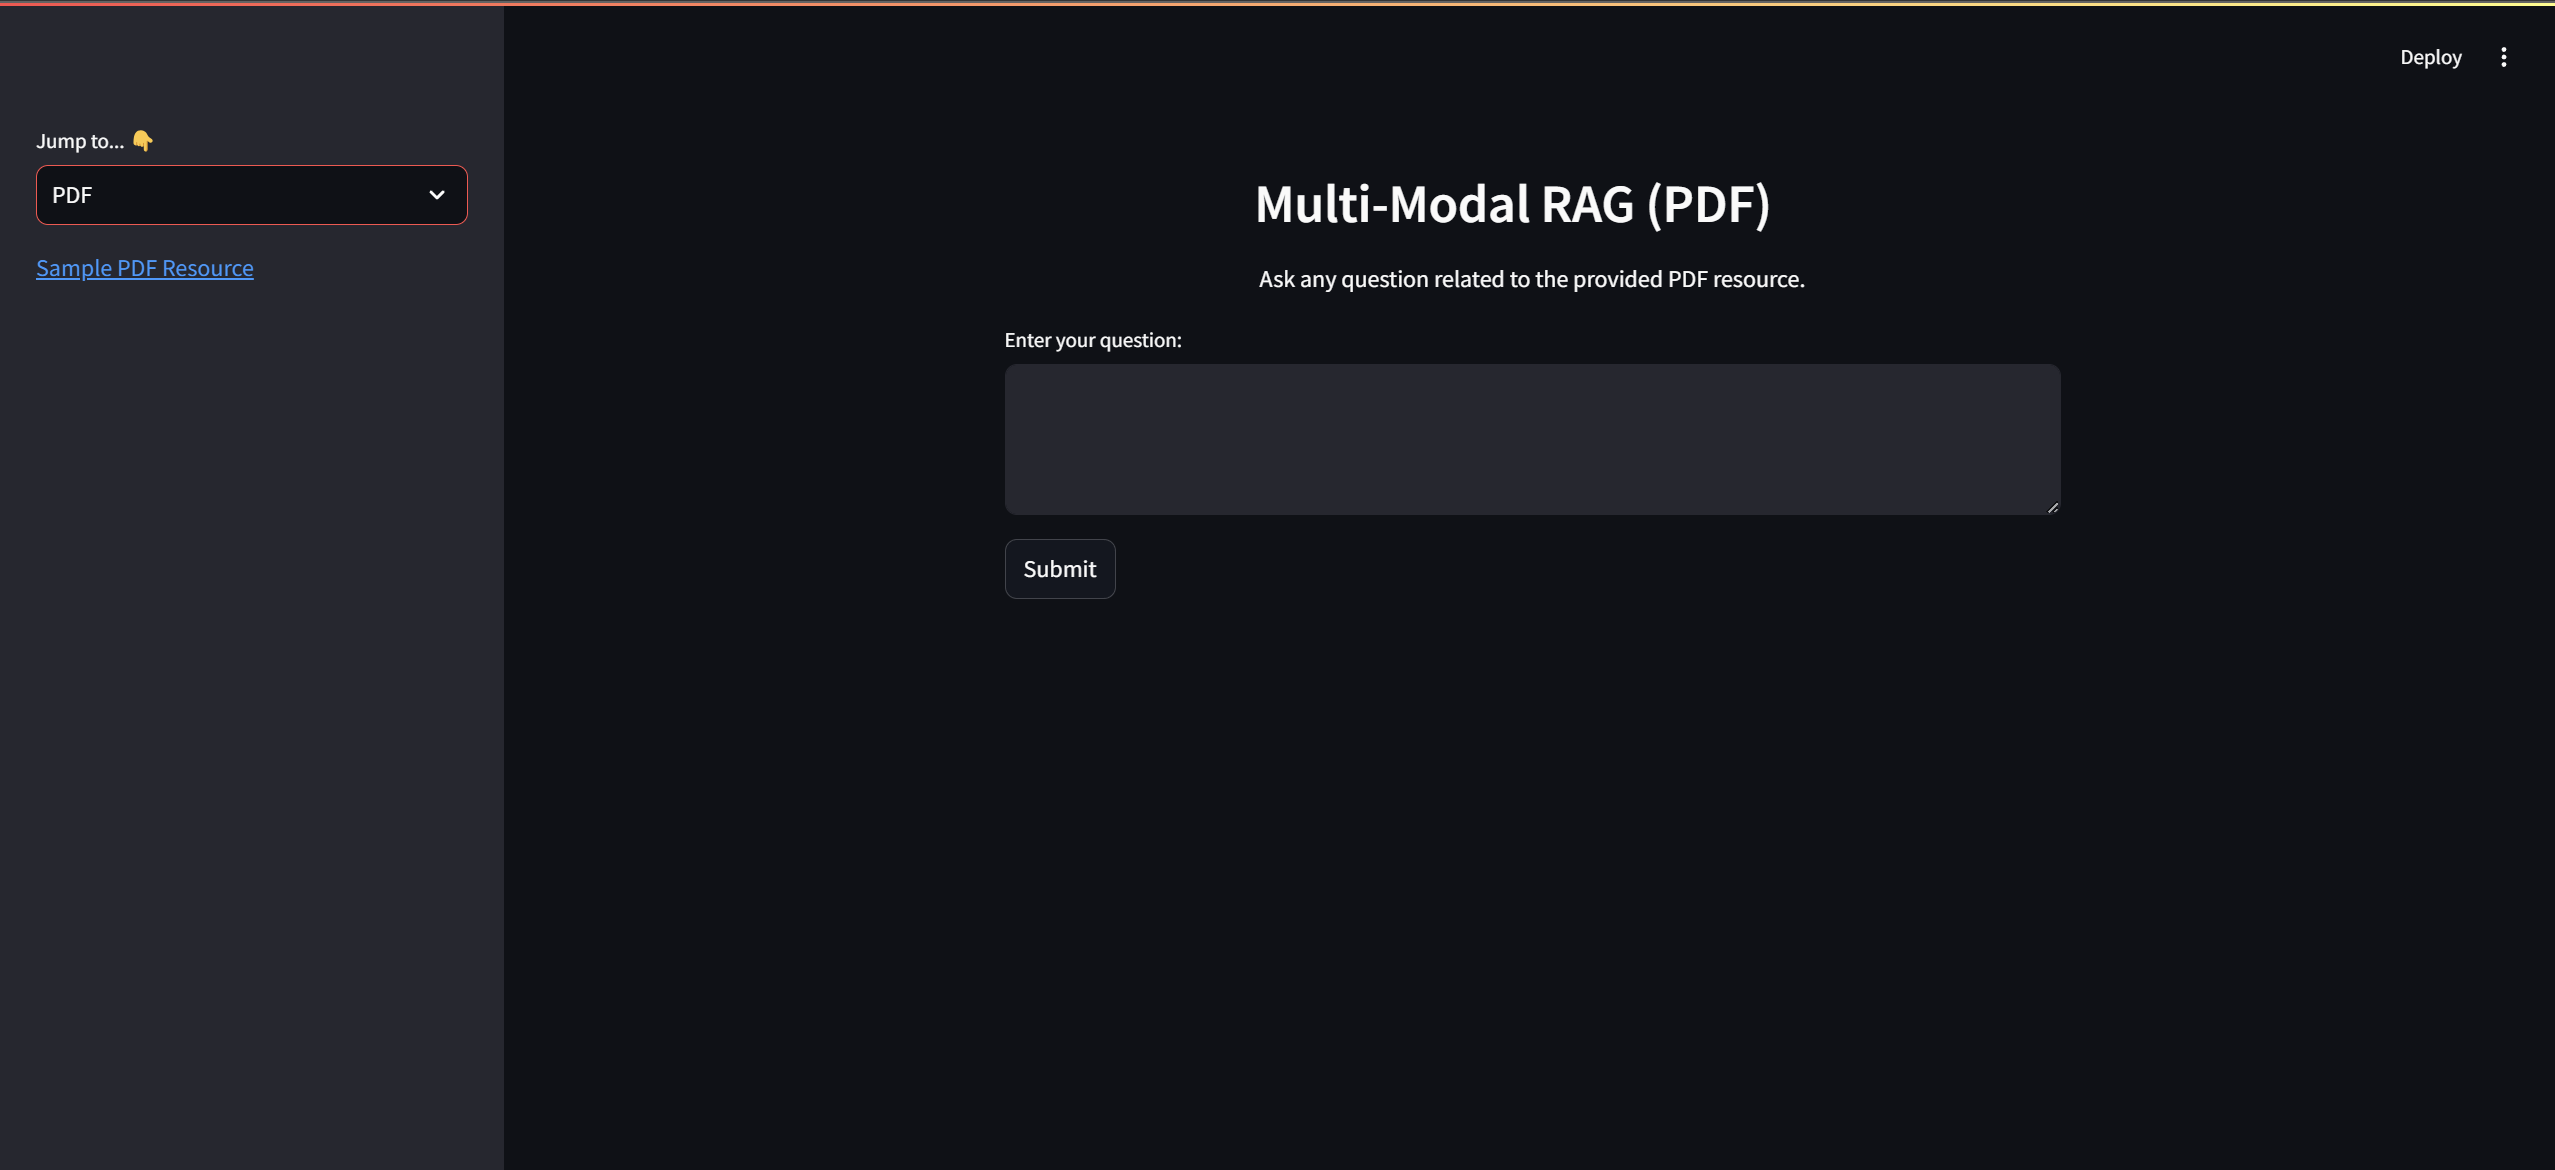 Deploy
Jump to... 👇
PDF
Sample PDF Resource
Multi-Modal RAG (PDF)
Ask any question related to the provided PDF resource.
Enter your question:
Submit